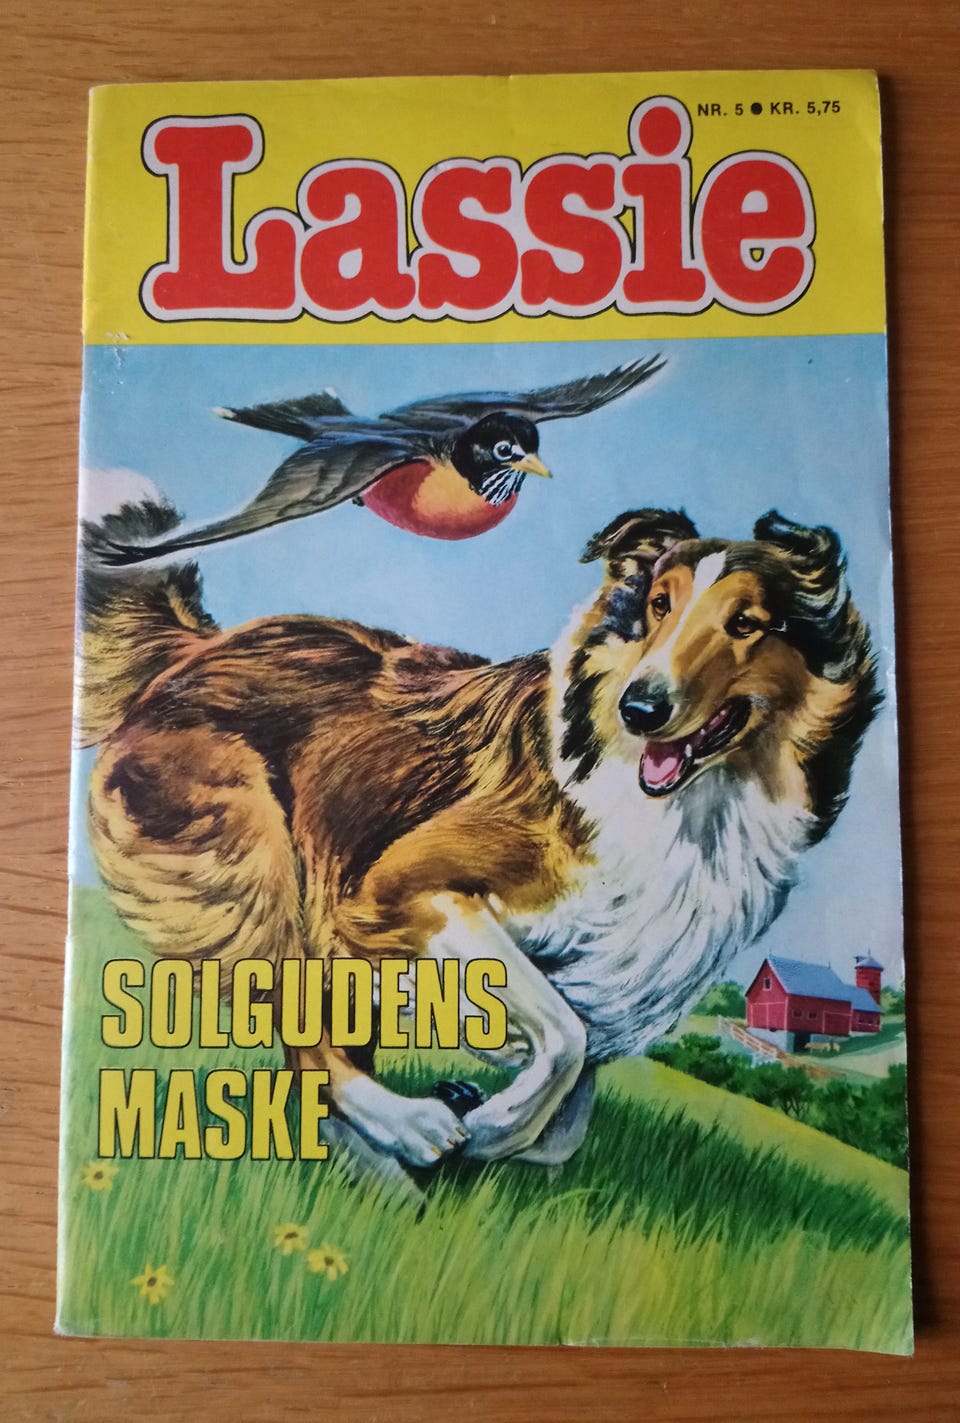 NR. 5 ● KR. 5,75
Lassie
SOLGUDENS
MASKE